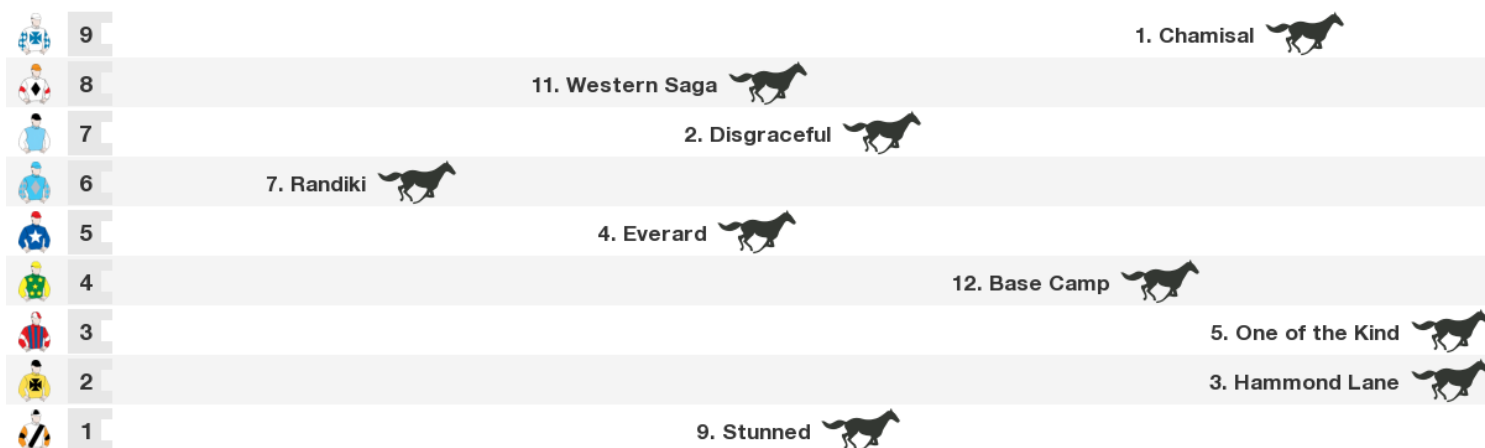 9 1. Chamisal
8 11. Western Saga
7 2. Disgraceful
6 7. Randiki
5 4. Everard
4 12. Base Camp
3 5. One of the Kind
2 3. Hammond Lane
1 9. Stunned